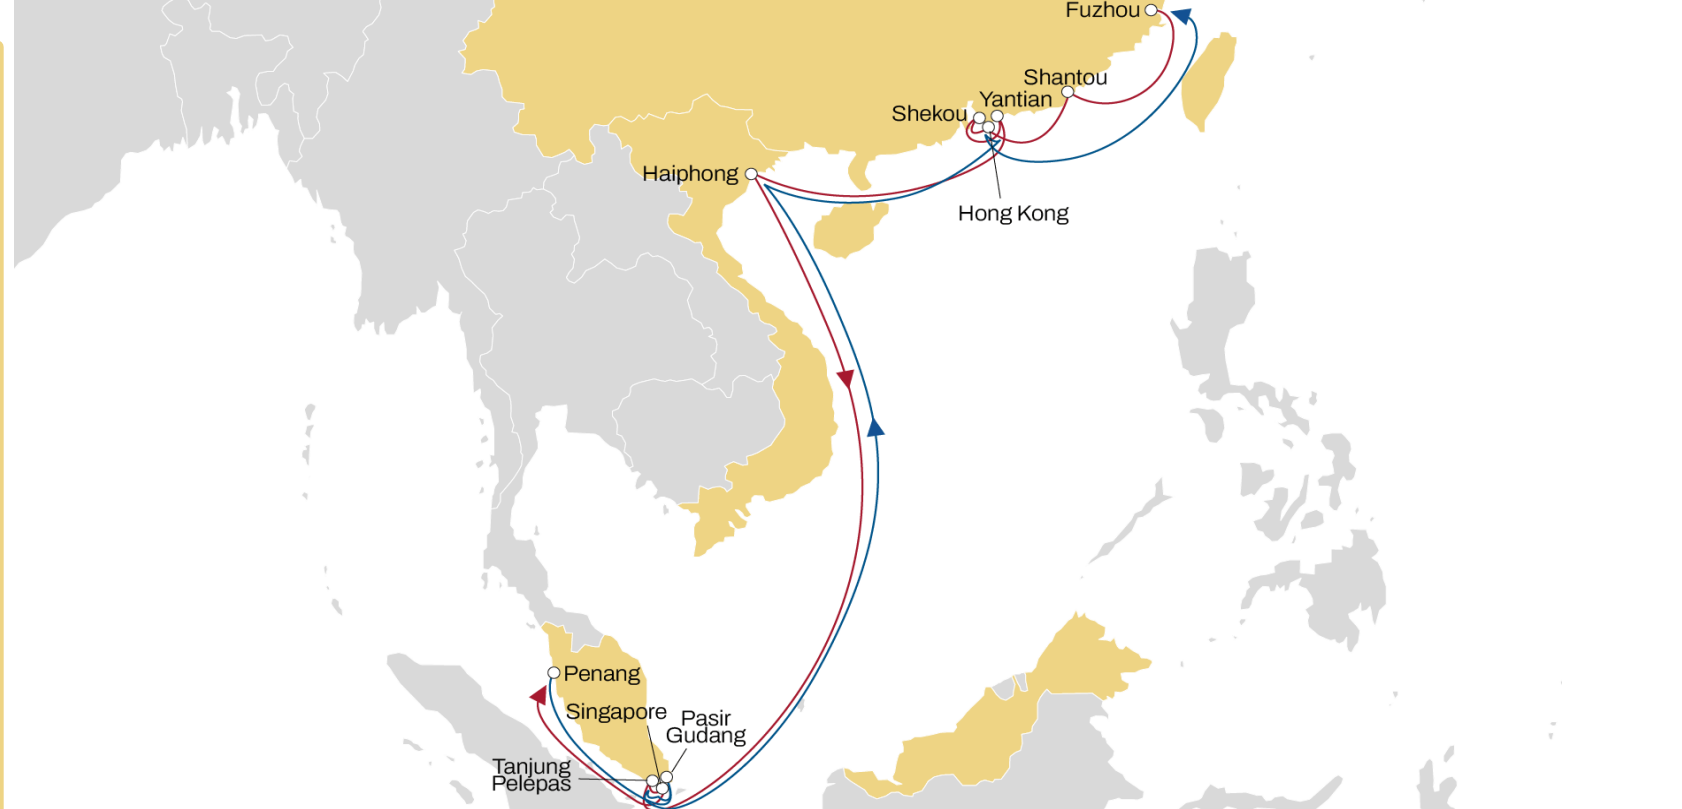 Fuzhou
Shantou
Yantian
Shekou
Haiphong
Hong Kong
Penang
Singapore
Pasir
Gudang
Tanjung
Pelepas